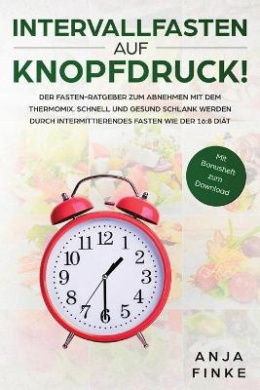 INTERVALLFASTEN
AUF
KNOPFDRUCK!
DER FASTEN-RATGEBER ZUM ABNEHMEN MIT DEM
THERMOMIX. SCHNELL UND GESUND SCHLANK WERDEN
DURCH INTERMITTIERENDES FASTEN WIE DER 16:8 DIÄT
Mit
Bonusheft
zum
Download
12
1
2
3
4
5
6
7
8
9
10
11
ANJA
FINKE